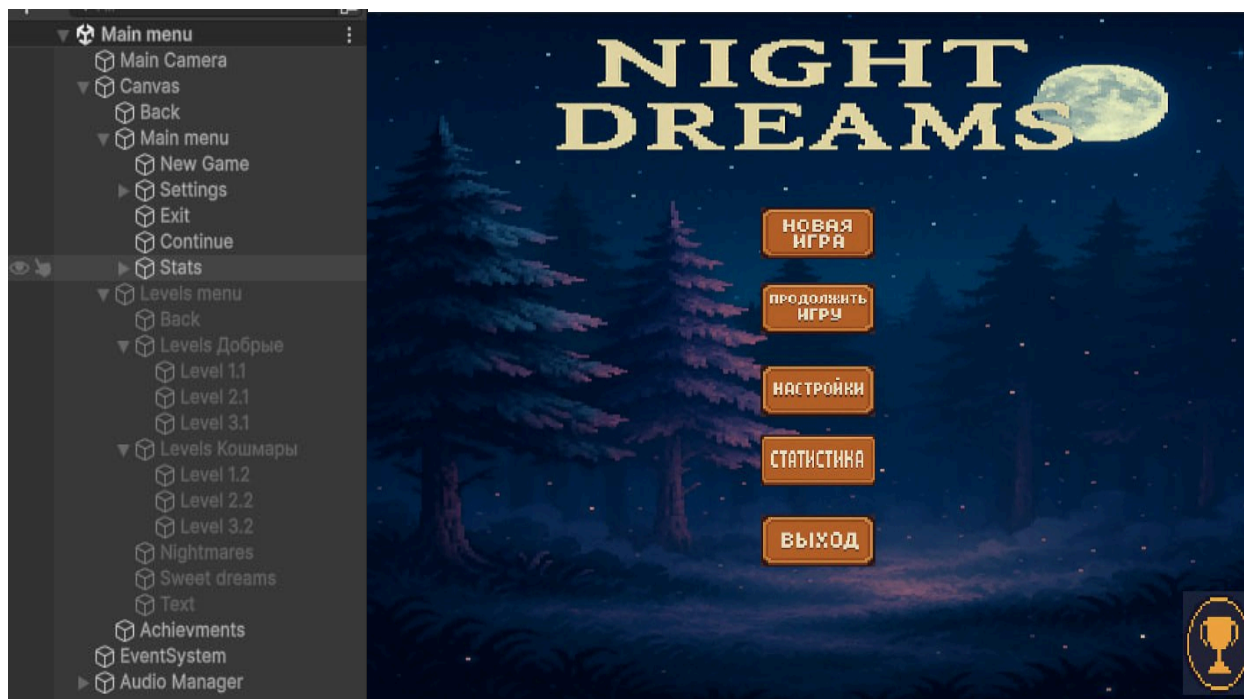 Main menu
Main Camera
Canvas
Back
Main menu
New Game
Settings
Exit
Continue
Stats
Levels menu
Back
Levels Добрые
Level 1.1
Level 2.1
Level 3.1
Levels Кошмары
Level 1.2
Level 2.2
Level 3.2
Nightmares
Sweet dreams
Text
Achievments
EventSystem
Audio Manager
NIGHT
DREAMS
НОВАЯ
ИГРА
ПРОДОЛЖИТЬ
ИГРУ
НАСТРОЙКИ
СТАТИСТИКА
ВЫХОД